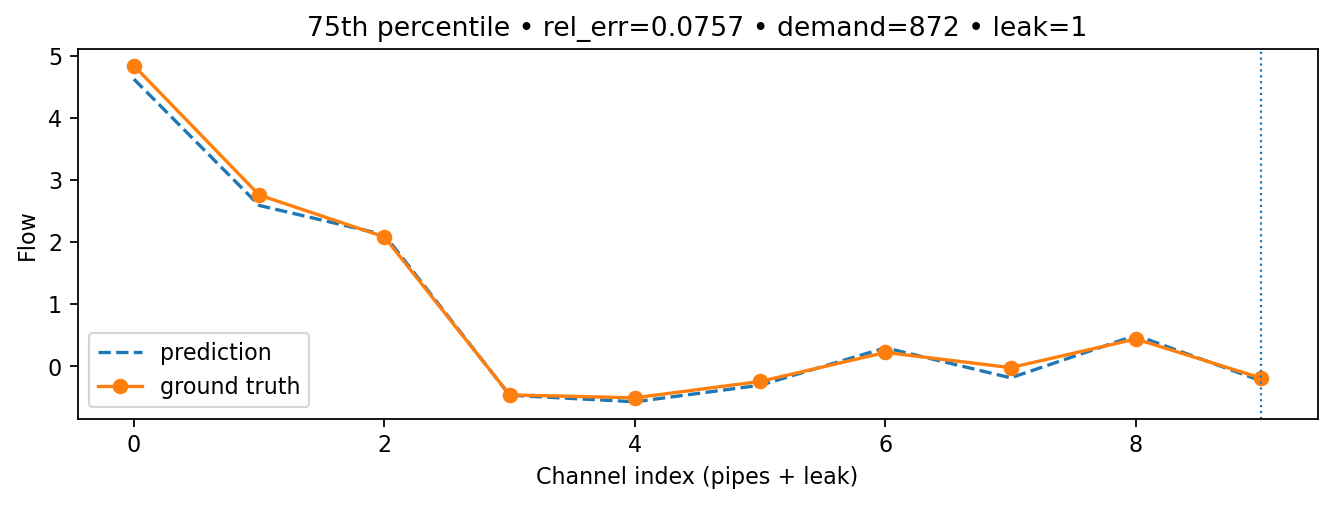 75th percentile • rel_err=0.0757 • demand=872 • leak=1
Flow
5
4
3
2
1
0
prediction
ground truth
0 2 4 6 8
Channel index (pipes + leak)